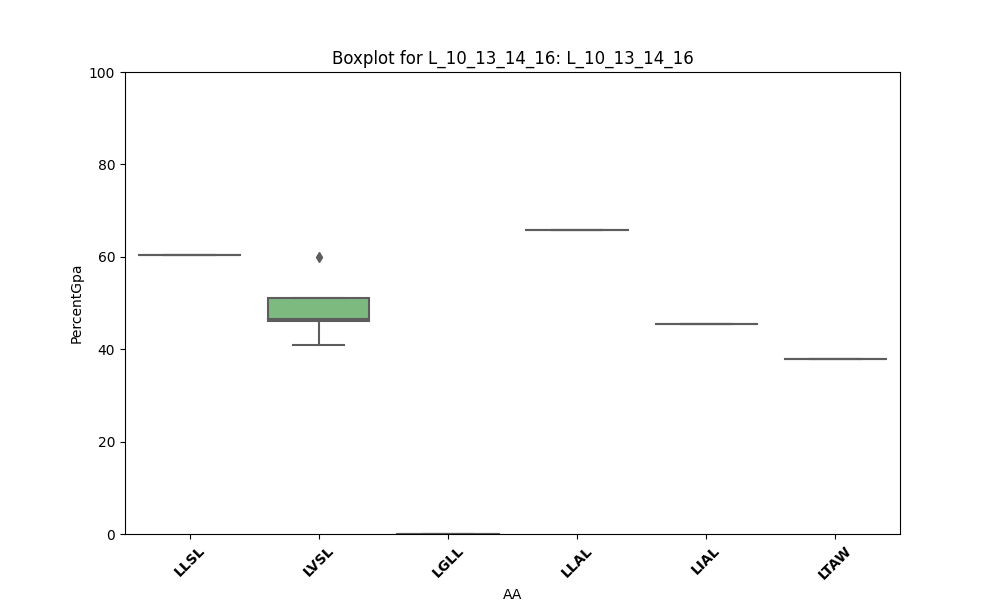 Boxplot for L_10_13_14_16: L_10_13_14_16
100
80
60
40
20
0
PercentGpa
LLSL
LVSL
LGLL
LLAL
LIAL
LTAW
AA